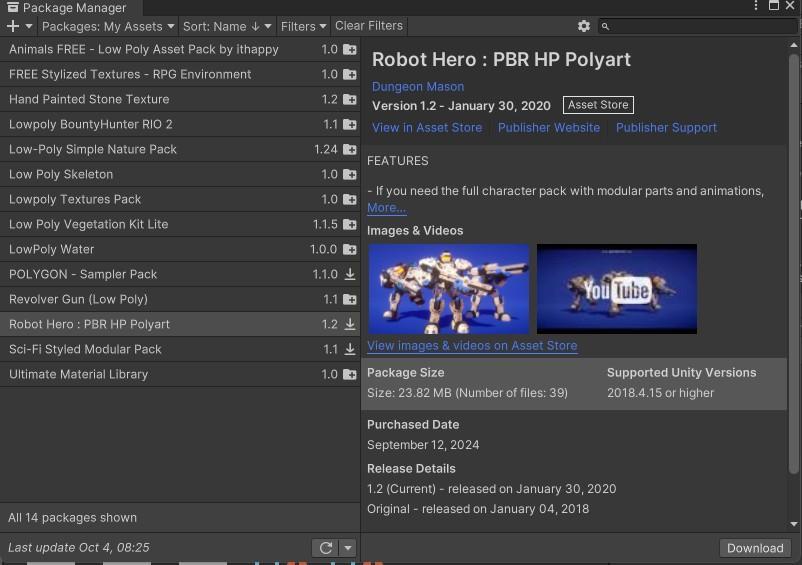 Package Manager
Packages: My Assets Sort: Name ↓ Filters Clear Filters
Animals FREE - Low Poly Asset Pack by ithappy 1.0
FREE Stylized Textures - RPG Environment 1.0
Hand Painted Stone Texture 1.2
Lowpoly BountyHunter RIO 2 1.1
Low-Poly Simple Nature Pack 1.24
Low Poly Skeleton 1.0
Lowpoly Textures Pack 1.0
Low Poly Vegetation Kit Lite 1.1.5
LowPoly Water 1.0.0
POLYGON - Sampler Pack 1.1.0
Revolver Gun (Low Poly) 1.1
Robot Hero : PBR HP Polyart 1.2
Sci-Fi Styled Modular Pack 1.1
Ultimate Material Library 1.0
All 14 packages shown
Last update Oct 4, 08:25
Robot Hero : PBR HP Polyart
Dungeon Mason
Version 1.2 - January 30, 2020 Asset Store
View in Asset Store Publisher Website Publisher Support
FEATURES
- If you need the full character pack with modular parts and animations,
More...
Images & Videos
YouTube
View images & videos on Asset Store
Package Size Supported Unity Versions
Size: 23.82 MB (Number of files: 39) 2018.4.15 or higher
Purchased Date
September 12, 2024
Release Details
1.2 (Current) - released on January 30, 2020
Original - released on January 04, 2018
Download